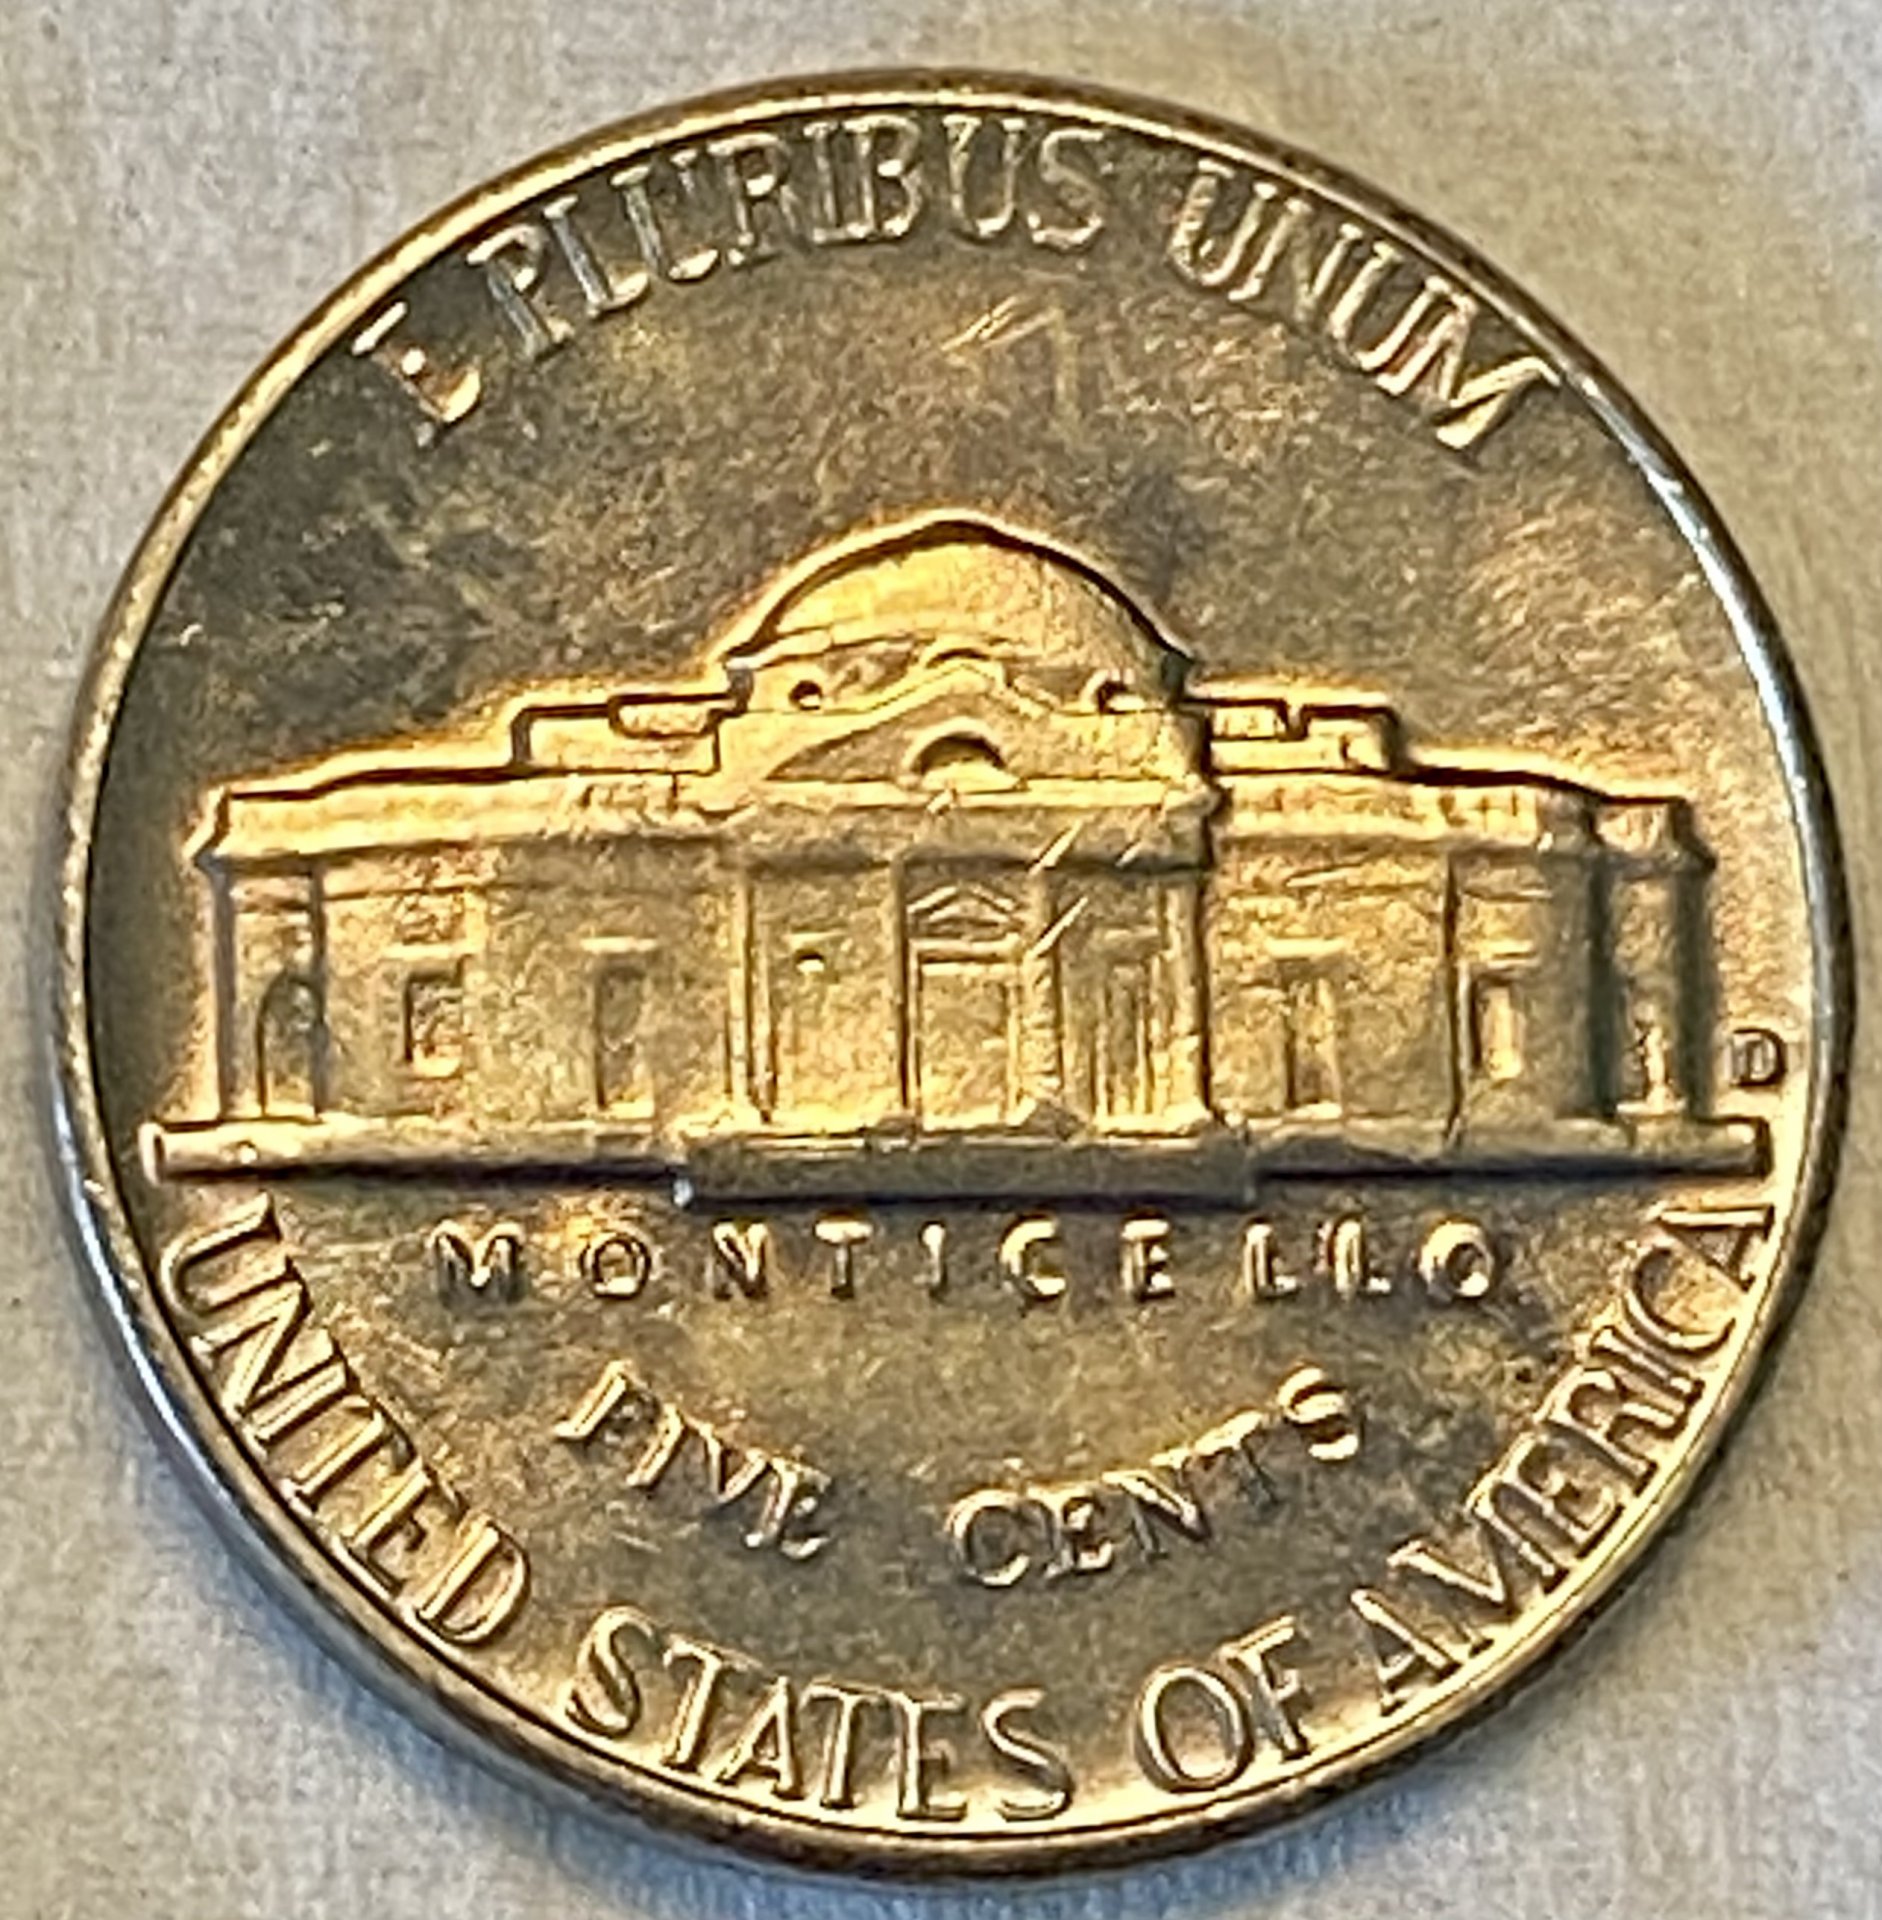 E PLURIBUS UNUM
D
MONTICELLO
FIVE CENTS
UNITED STATES OF AMERICA